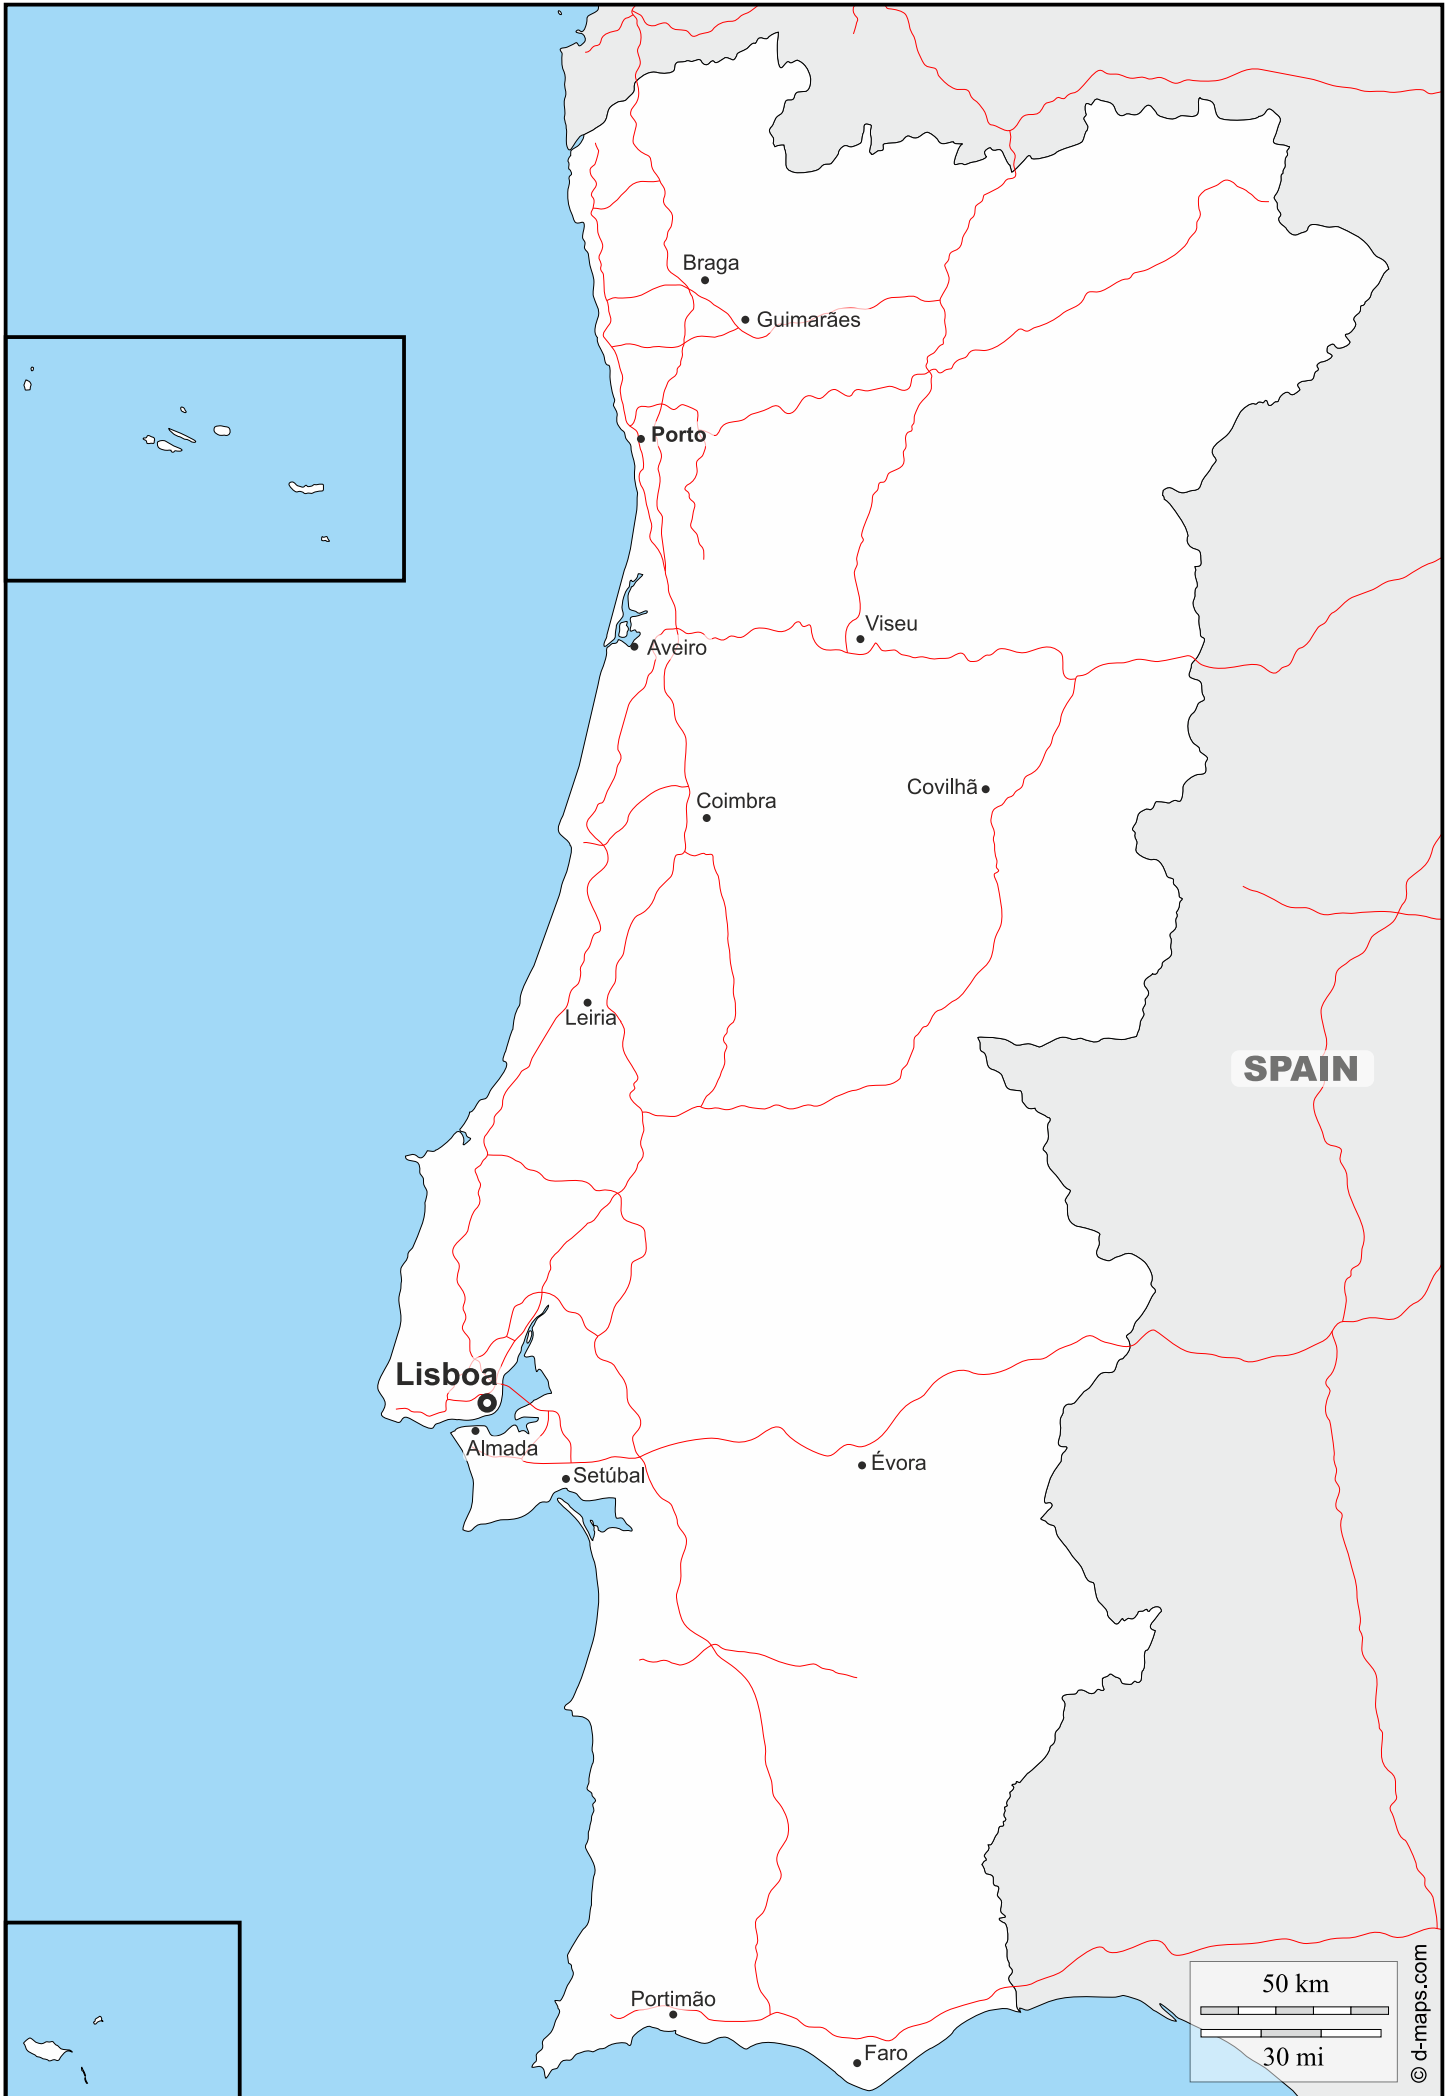 Braga
Guimarães
Porto
Viseu
Aveiro
Covilhã
Coimbra
Leiria
SPAIN
Lisboa
Almada
Évora
Setúbal
Portimão
Faro
50 km
30 mi
© d-maps.com